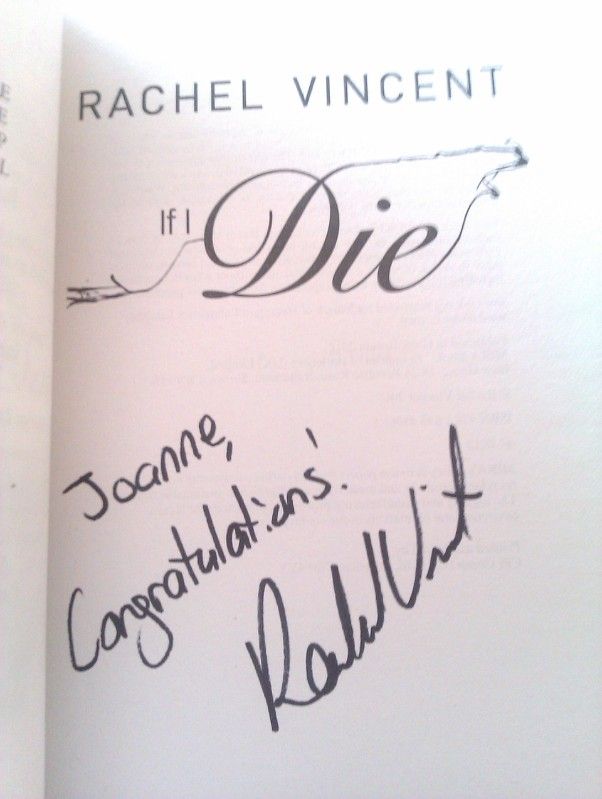 RACHEL VINCENT
If I
Die
Joanne,
Congratulations!
Rachel Vincent